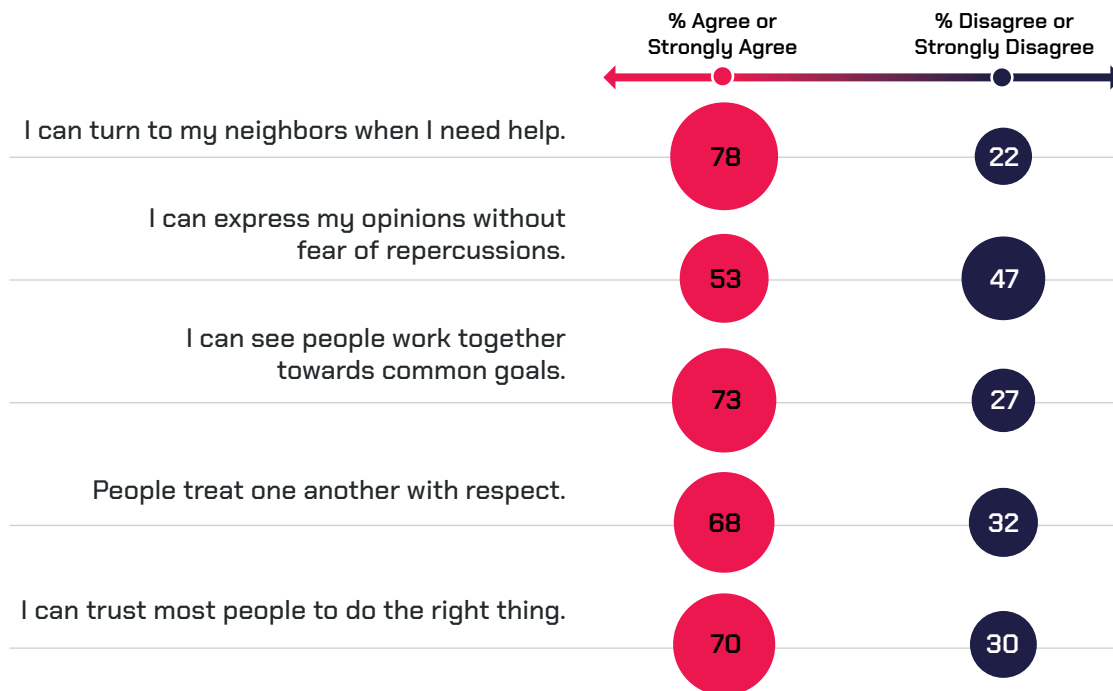 % Agree or
Strongly Agree
% Disagree or
Strongly Disagree
I can turn to my neighbors when I need help.
78
22
I can express my opinions without
fear of repercussions.
53
47
I can see people work together
towards common goals.
73
27
People treat one another with respect.
68
32
I can trust most people to do the right thing.
70
30